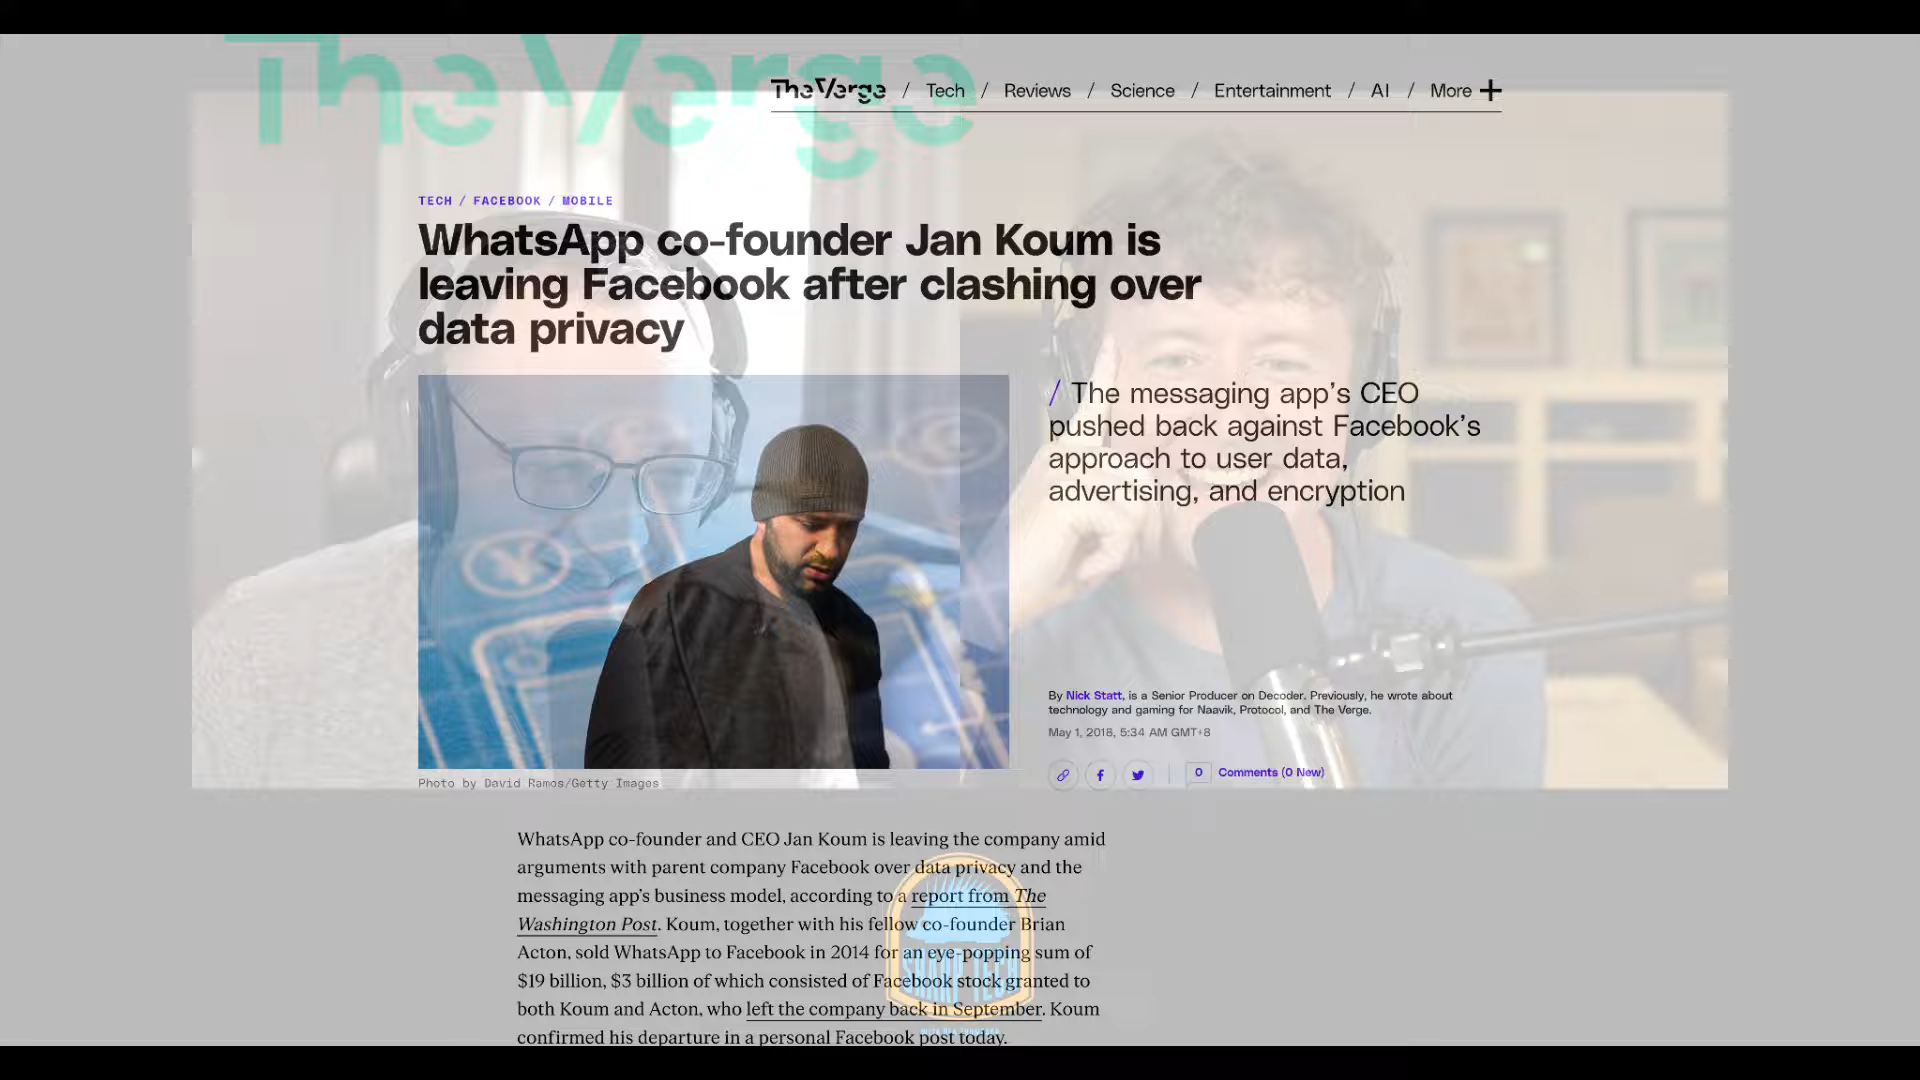 The Verge
TheVerge / Tech / Reviews / Science / Entertainment / AI / More +
TECH / FACEBOOK / MOBILE
WhatsApp co-founder Jan Koum is
leaving Facebook after clashing over
data privacy
/ The messaging app's CEO
pushed back against Facebook's
approach to user data,
advertising, and encryption
By Nick Statt, is a Senior Producer on Decoder. Previously, he wrote about
technology and gaming for Naavik, Protocol, and The Verge.
May 1, 2018, 5:34 AM GMT+8
0 Comments (0 New)
Photo by David Ramos/Getty Images
WhatsApp co-founder and CEO Jan Koum is leaving the company amid
arguments with parent company Facebook over data privacy and the
messaging app's business model, according to a report from The
Washington Post. Koum, together with his fellow co-founder Brian
Acton, sold WhatsApp to Facebook in 2014 for an eye-popping sum of
$19 billion, $3 billion of which consisted of Facebook stock granted to
both Koum and Acton, who left the company back in September. Koum
confirmed his departure in a personal Facebook post today.
SHARP TECH